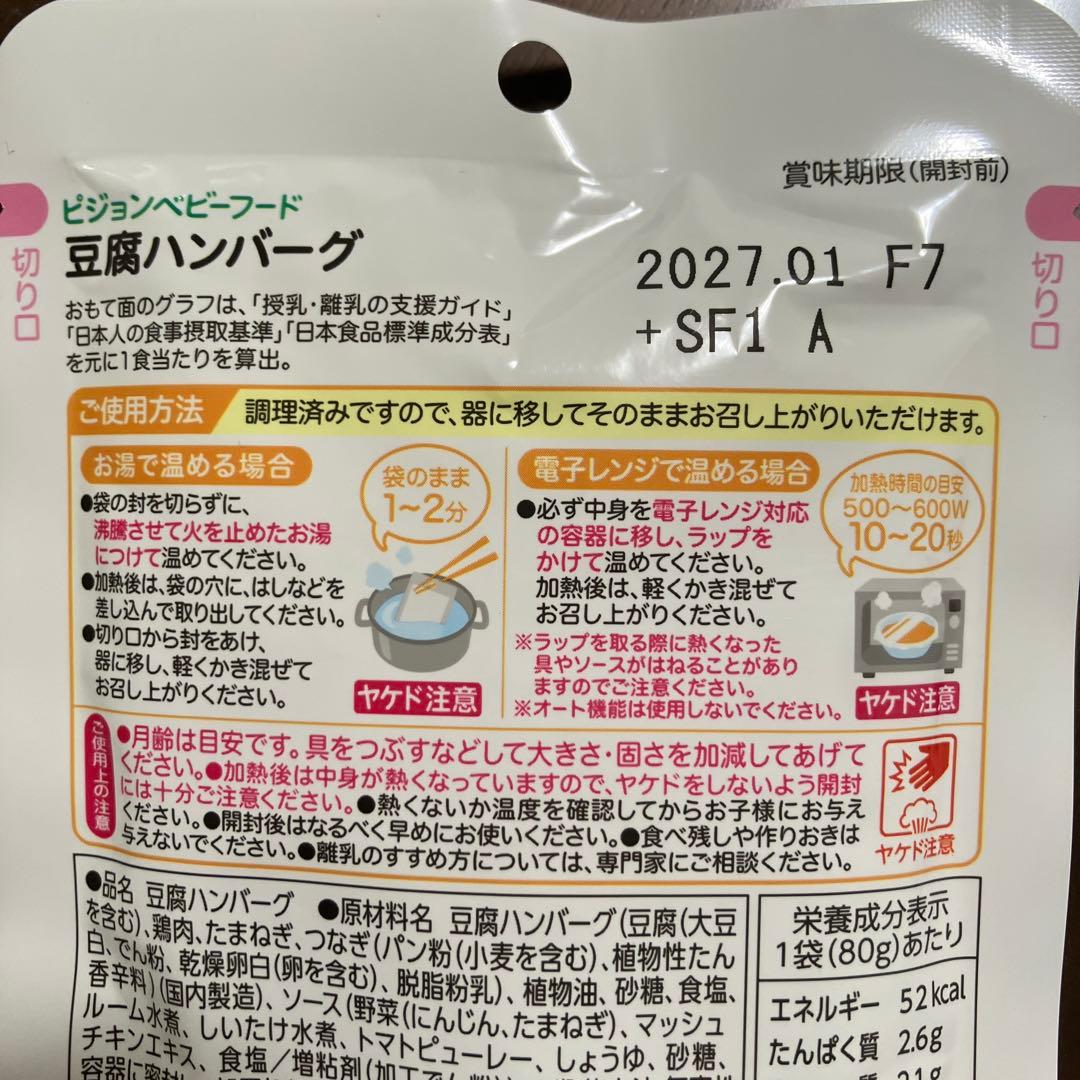 賞味期限(開封前)
2027.01 F7
+SF1 A
切り口
切り口
ピジョンベビーフード
豆腐ハンバーグ
おもて面のグラフは、「授乳・離乳の支援ガイド」
「日本人の食事摂取基準」「日本食品標準成分表」
を元に1食当たりを算出。
ご使用方法
調理済みですので、器に移してそのままお召し上がりいただけます。
お湯で温める場合
袋のまま
1〜2分
●袋の封を切らずに、
沸騰させて火を止めたお湯
につけて温めてください。
●加熱後は、袋の穴に、はしなどを
差し込んで取り出してください。
●切り口から封をあけ、
器に移し、軽くかき混ぜて
お召し上がりください。
ヤケド注意
電子レンジで温める場合
加熱時間の目安
500〜600W
10〜20秒
●必ず中身を電子レンジ対応
の容器に移し、ラップを
かけて温めてください。
加熱後は、軽くかき混ぜて
お召し上がりください。
※ラップを取る際に熱くなった
具やソースがはねることがあり
ますのでご注意ください。
※オート機能は使用しないでください。
ヤケド注意
ご使用上の注意
●月齢は目安です。具をつぶすなどして大きさ・固さを加減してあげて
ください。●加熱後は中身が熱くなっていますので、ヤケドをしないよう開封
には十分ご注意ください。●熱くないか温度を確認してからお子様にお与え
ください。●開封後はなるべく早めにお使いください。●食べ残しや作りおきは
与えないでください。●離乳のすすめ方については、専門家にご相談ください。
ヤケド注意
●品名 豆腐ハンバーグ ●原材料名 豆腐ハンバーグ(豆腐(大豆
を含む)、鶏肉、たまねぎ、つなぎ(パン粉(小麦を含む)、植物性たん
白、でん粉、乾燥卵白(卵を含む)、脱脂粉乳)、植物油、砂糖、食塩、
香辛料)(国内製造)、ソース(野菜(にんじん、たまねぎ)、マッシュ
ルーム水煮、しいたけ水煮、トマトピューレー、しょうゆ、砂糖、
チキンエキス、食塩/増粘剤(加工でん粉)
栄養成分表示
1袋(80g)あたり
エネルギー 52kcal
たんぱく質 2.6g